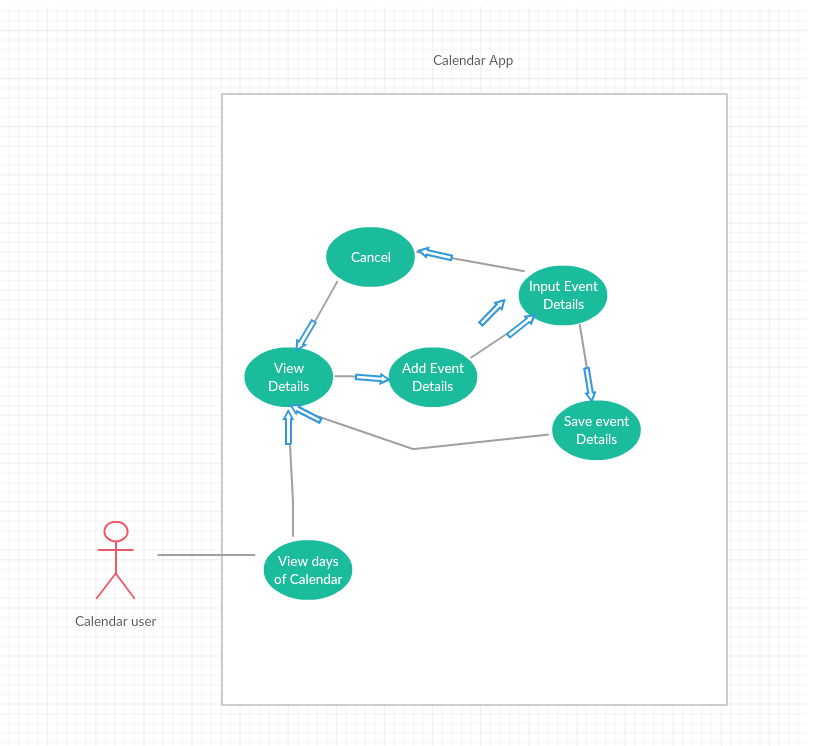 Calendar App
Cancel
Input Event
Details
View
Details
Add Event
Details
Save event
Details
View days
of Calendar
Calendar user